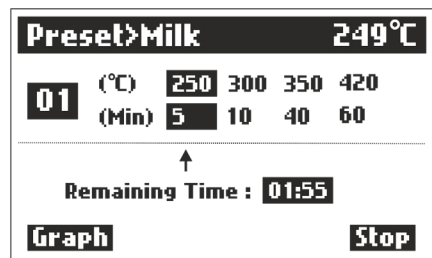 Preset>Milk 249℃
01 (℃) 250 300 350 420
(Min) 5 10 40 60
Remaining Time : 01:55
Graph Stop